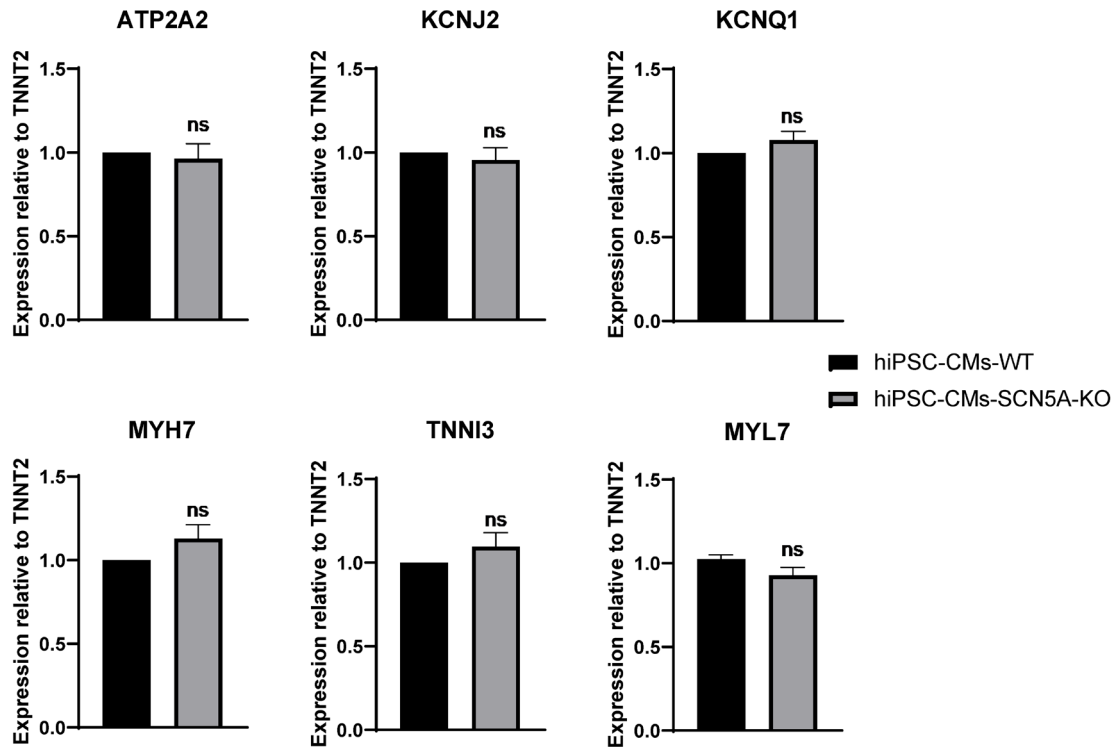 ATP2A2
KCNJ2
KCNQ1
Expression relative to TNNT2
1.5
1.0
0.5
0.0
ns
Expression relative to TNNT2
1.5
1.0
0.5
0.0
ns
Expression relative to TNNT2
1.5
1.0
0.5
0.0
ns
hiPSC-CMs-WT
hiPSC-CMs-SCN5A-KO
MYH7
TNNI3
MYL7
Expression relative to TNNT2
1.5
1.0
0.5
0.0
ns
Expression relative to TNNT2
1.5
1.0
0.5
0.0
ns
Expression relative to TNNT2
1.5
1.0
0.5
0.0
ns